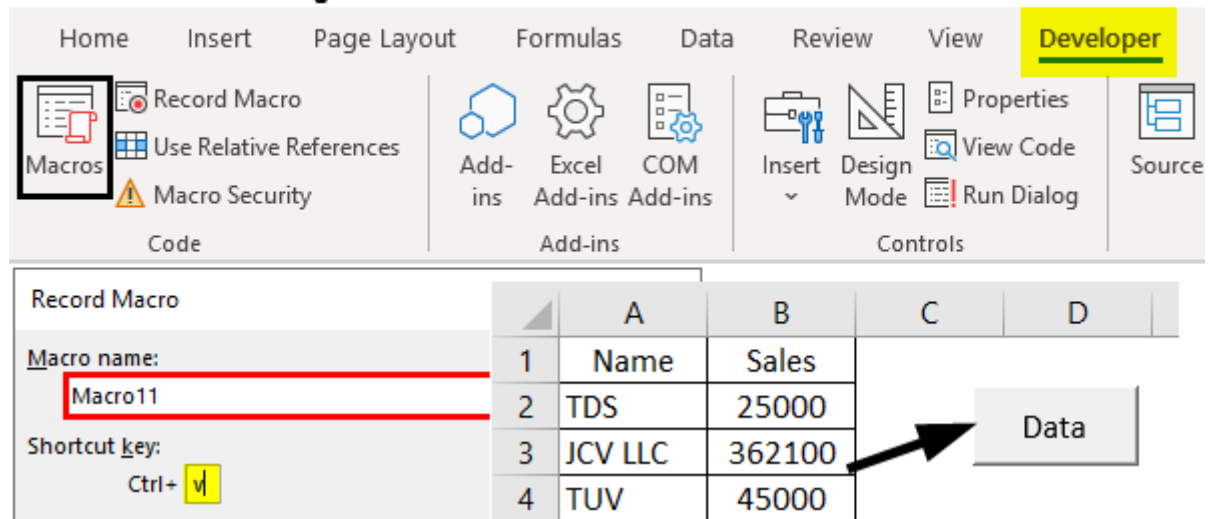 Home Insert Page Layout Formulas Data Review View Developer
Macros
Record Macro
Use Relative References
Macro Security
Code
Add-
ins
Excel
Add-ins
COM
Add-ins
Add-ins
Insert
Design
Mode
Properties
View Code
Run Dialog
Controls
Source
Record Macro
Macro name:
Macro11
Shortcut key:
Ctrl+ v
A B C D
1 Name Sales
2 TDS 25000
3 JCV LLC 362100
4 TUV 45000
Data